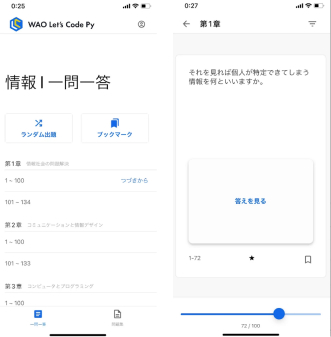 0:25
WAO Let's Code Py
情報Ⅰ一問一答
ランダム出題
ブックマーク
第1章 情報社会の問題解決
1~100 つづきから
101~134
第2章 コミュニケーションと情報デザイン
1~100
101~133
第3章 コンピュータとプログラミング
1~100
一問一答
問題集
0:27
第1章
それを見れば個人が特定できてしまう
情報を何といいますか。
答えを見る
1-72
★
72 / 100